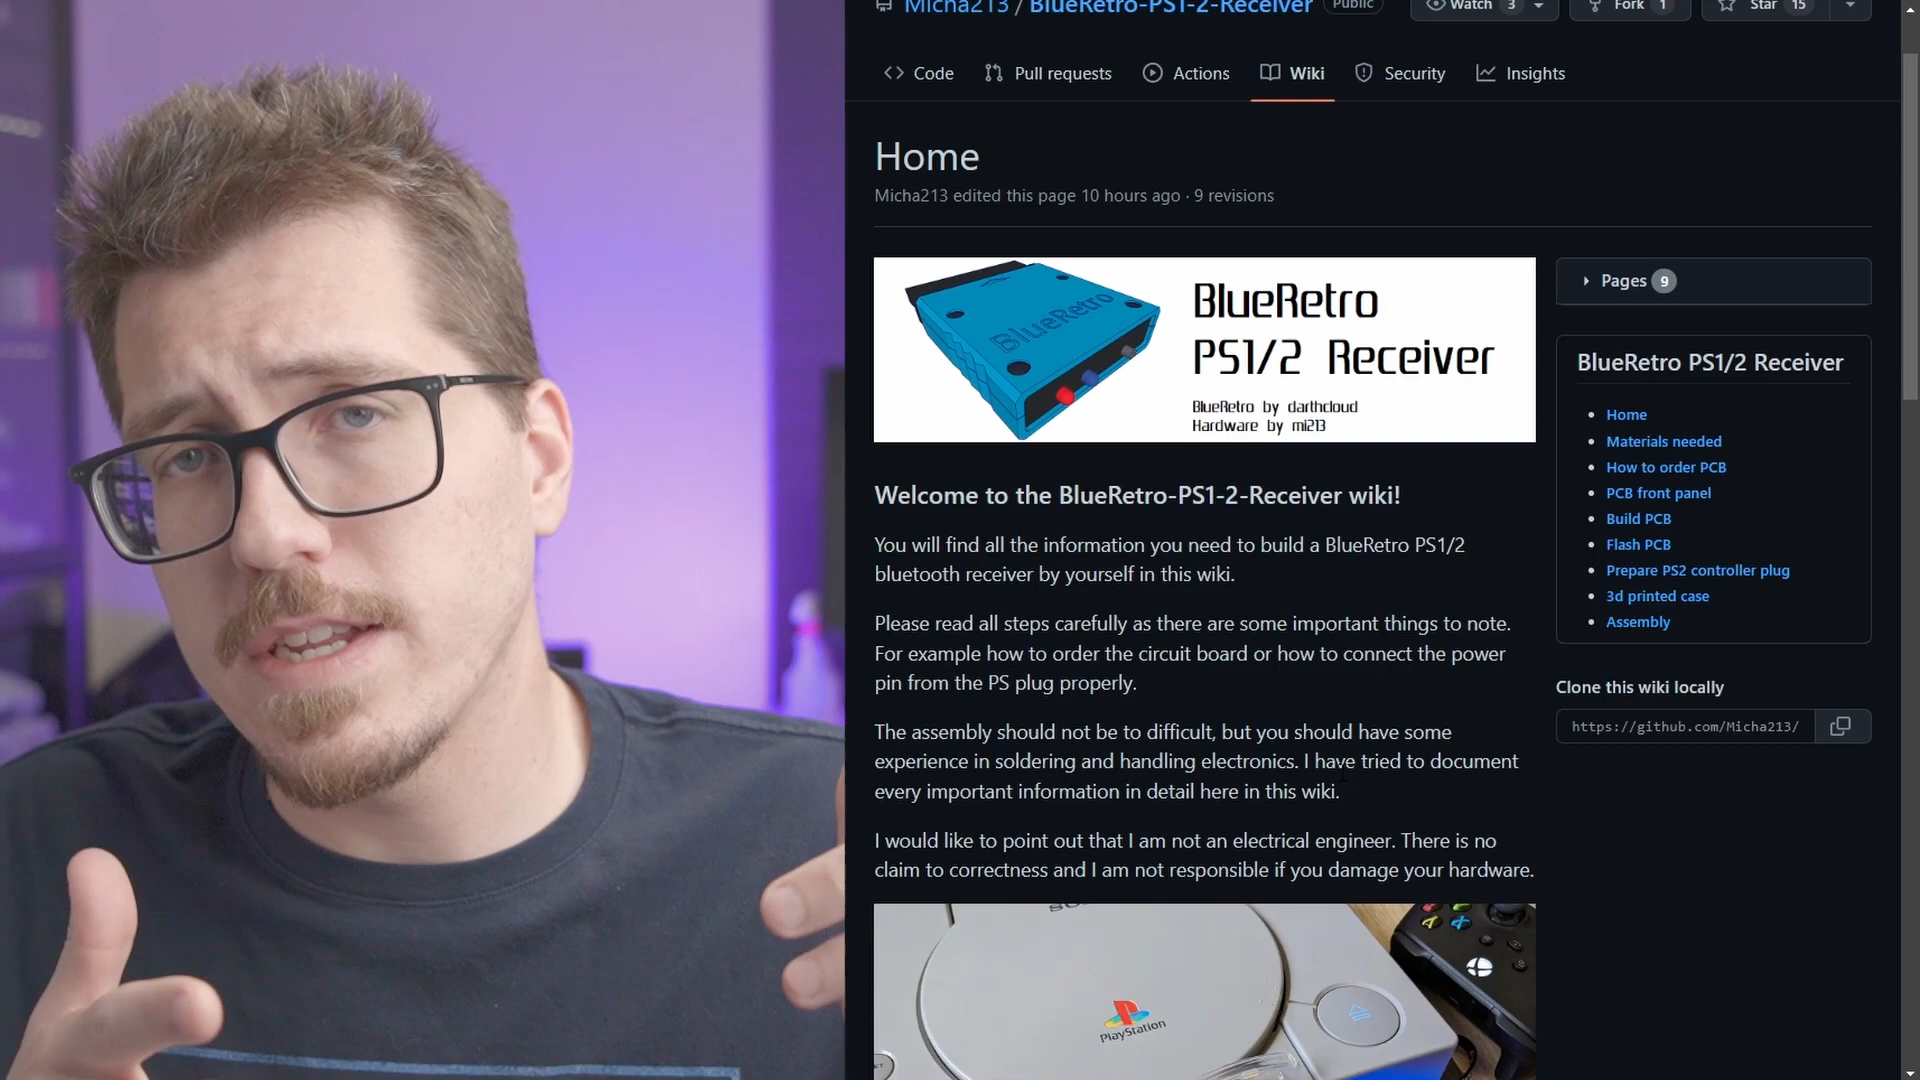 Micha213 / BlueRetro-PS1-2-Receiver Public
Watch 3
Fork 1
Star 15
Code
Pull requests
Actions
Wiki
Security
Insights
Home
Micha213 edited this page 10 hours ago · 9 revisions
BlueRetro
BlueRetro
PS1/2 Receiver
BlueRetro by darthcloud
Hardware by mi213
Welcome to the BlueRetro-PS1-2-Receiver wiki!
You will find all the information you need to build a BlueRetro PS1/2
bluetooth receiver by yourself in this wiki.
Please read all steps carefully as there are some important things to note.
For example how to order the circuit board or how to connect the power
pin from the PS plug properly.
The assembly should not be to difficult, but you should have some
experience in soldering and handling electronics. I have tried to document
every important information in detail here in this wiki.
I would like to point out that I am not an electrical engineer. There is no
claim to correctness and I am not responsible if you damage your hardware.
PlayStation
Pages 9
BlueRetro PS1/2 Receiver
Home
Materials needed
How to order PCB
PCB front panel
Build PCB
Flash PCB
Prepare PS2 controller plug
3d printed case
Assembly
Clone this wiki locally
https://github.com/Micha213/